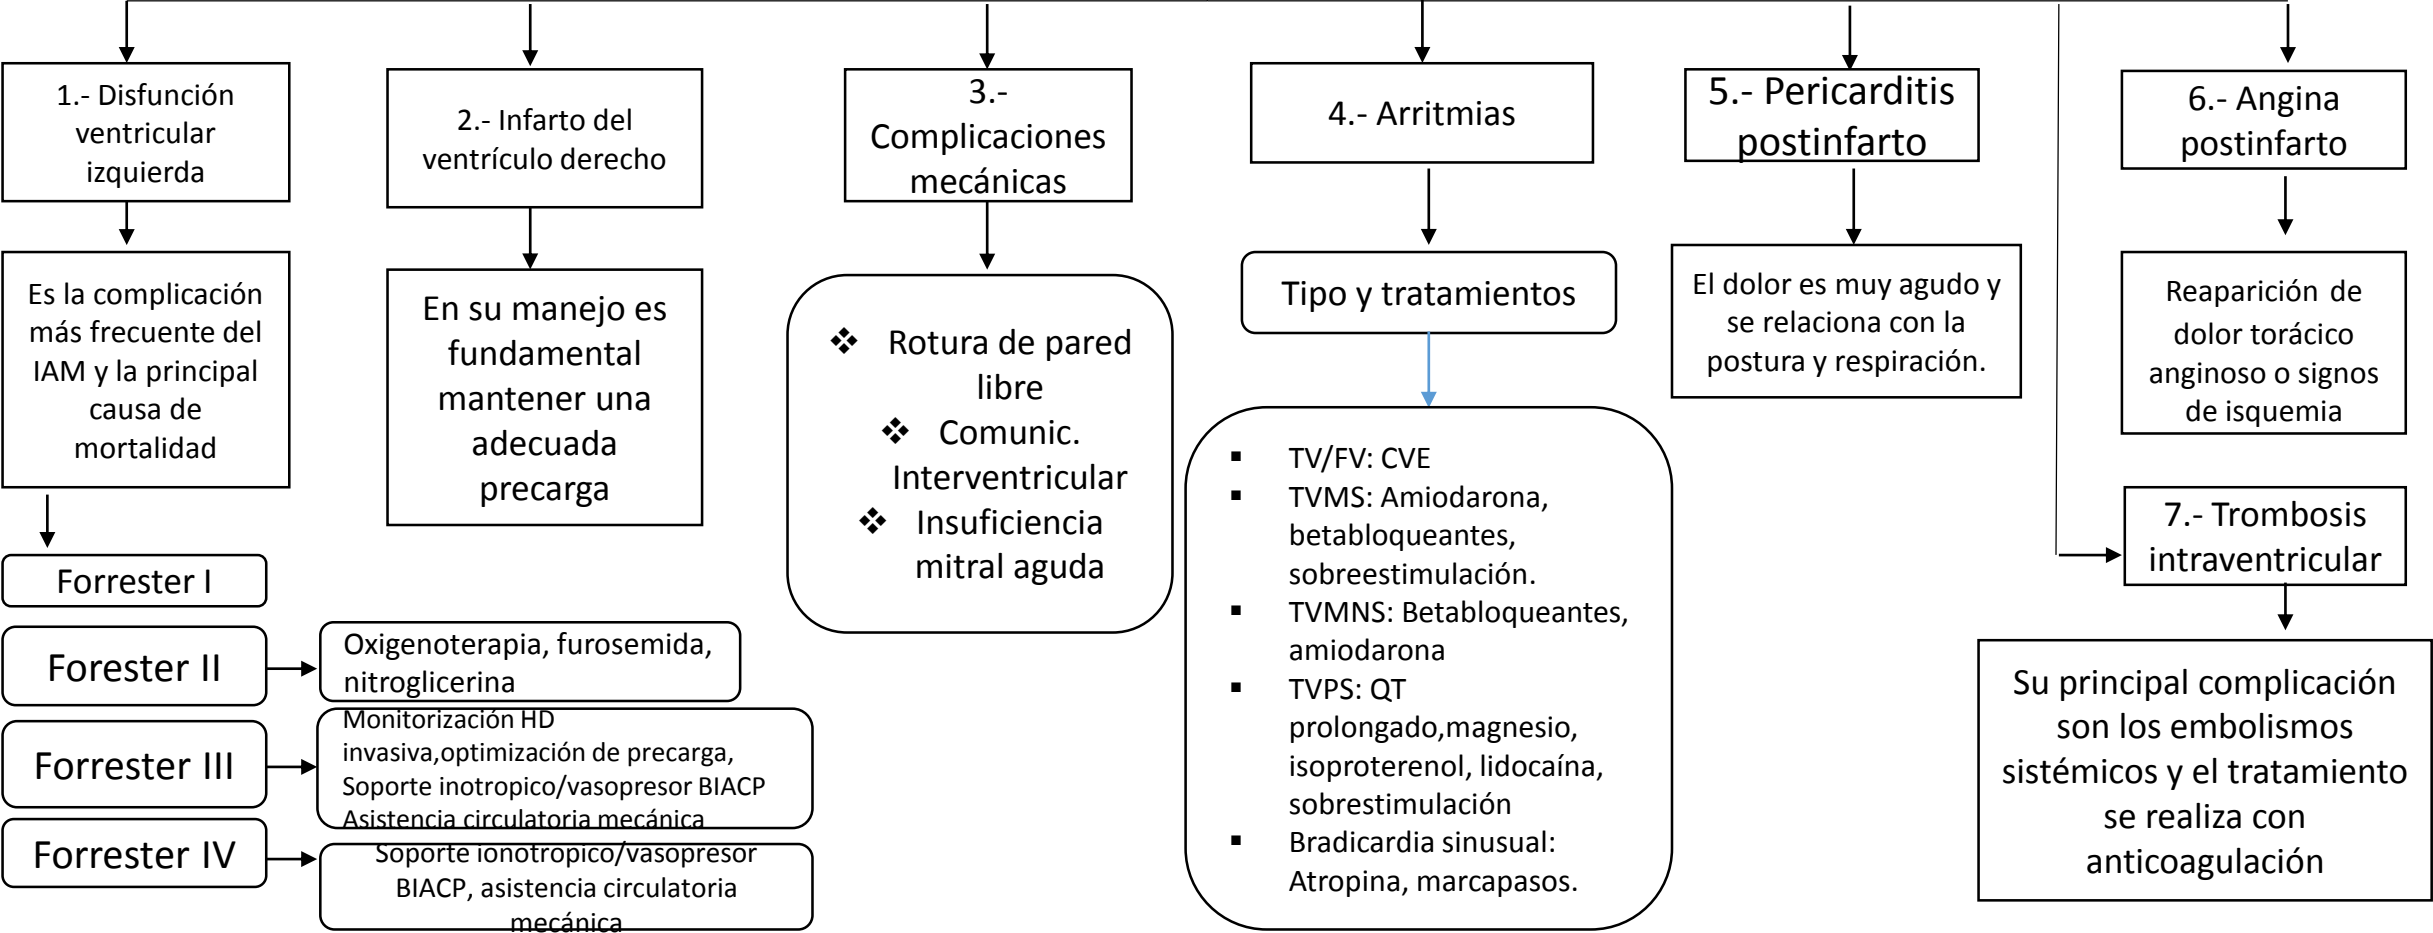 1.- Disfunción
ventricular
izquierda
Es la complicación
más frecuente del
IAM y la principal
causa de
mortalidad
Forrester I
Forester II
Oxigenoterapia, furosemida,
nitroglicerina
Forrester III
Monitorización HD
invasiva,optimización de precarga,
Soporte inotropico/vasopresor BIACP
Asistencia circulatoria mecánica
Forrester IV
Soporte ionotropico/vasopresor
BIACP, asistencia circulatoria
mecánica
2.- Infarto del
ventrículo derecho
En su manejo es
fundamental
mantener una
adecuada
precarga
3.-
Complicaciones
mecánicas
❖ Rotura de pared
libre
❖ Comunic.
Interventricular
❖ Insuficiencia
mitral aguda
4.- Arritmias
Tipo y tratamientos
▪ TV/FV: CVE
▪ TVMS: Amiodarona,
betabloqueantes,
sobreestimulación.
▪ TVMNS: Betabloqueantes,
amiodarona
▪ TVPS: QT
prolongado,magnesio,
isoproterenol, lidocaína,
sobrestimulación
▪ Bradicardia sinusual:
Atropina, marcapasos.
5.- Pericarditis
postinfarto
El dolor es muy agudo y
se relaciona con la
postura y respiración.
6.- Angina
postinfarto
Reaparición de
dolor torácico
anginoso o signos
de isquemia
7.- Trombosis
intraventricular
Su principal complicación
son los embolismos
sistémicos y el tratamiento
se realiza con
anticoagulación